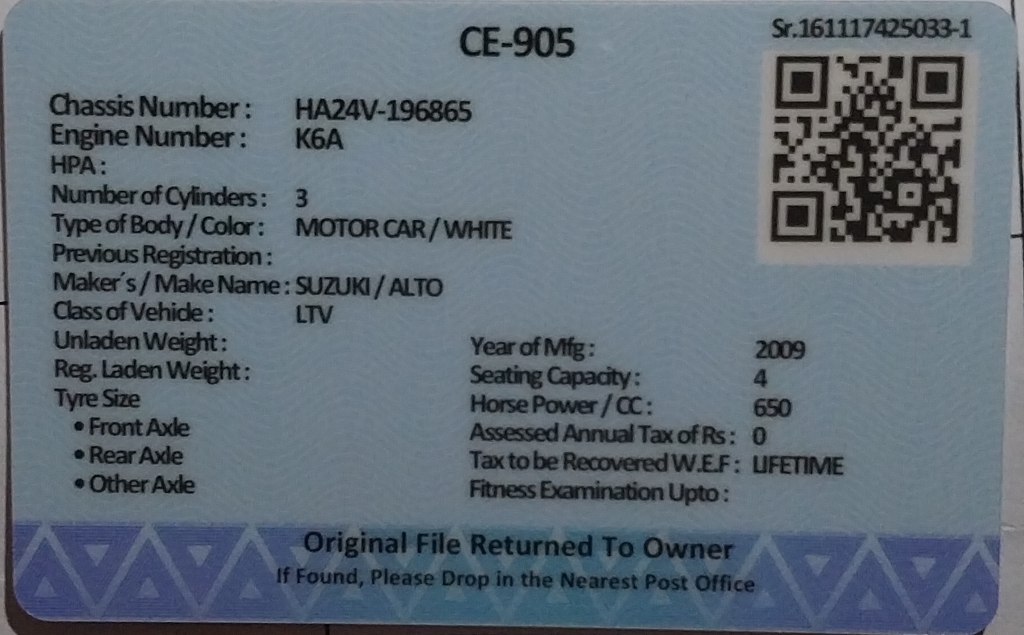 Sr.161117425033-1
CE-905
Chassis Number : HA24V-196865
Engine Number : K6A
HPA :
Number of Cylinders : 3
Type of Body / Color : MOTOR CAR / WHITE
Previous Registration :
Maker's / Make Name : SUZUKI / ALTO
Class of Vehicle : LTV
Unladen Weight :
Reg. Laden Weight :
Tyre Size
• Front Axle
• Rear Axle
• Other Axle
Year of Mfg : 2009
Seating Capacity : 4
Horse Power / CC : 650
Assessed Annual Tax of Rs : 0
Tax to be Recovered W.E.F : LIFETIME
Fitness Examination Upto :
Original File Returned To Owner
If Found, Please Drop in the Nearest Post Office